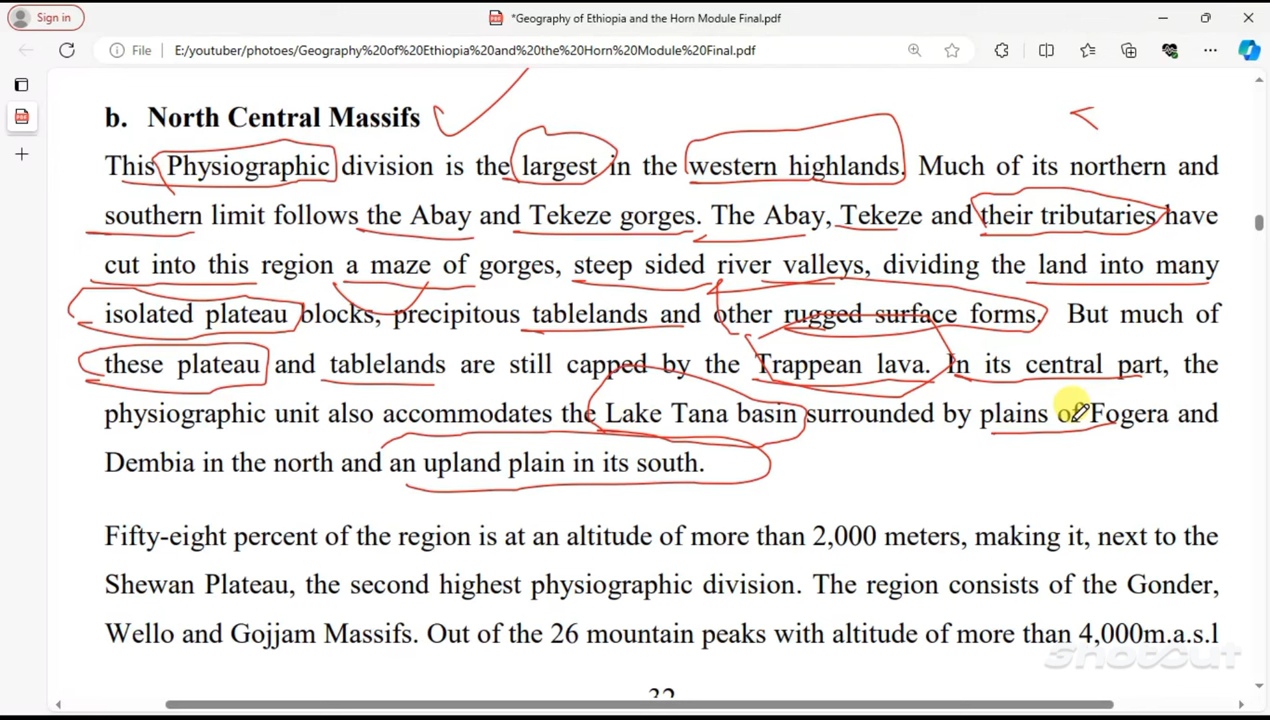 Sign in
*Geography of Ethiopia and the Horn Module Final.pdf
File E:/youtuber/photoes/Geography%20of%20Ethiopia%20and%20the%20Horn%20Module%20Final.pdf
b. North Central Massifs
This Physiographic division is the largest in the western highlands. Much of its northern and
southern limit follows the Abay and Tekeze gorges. The Abay, Tekeze and their tributaries have
cut into this region a maze of gorges, steep sided river valleys, dividing the land into many
isolated plateau blocks, precipitous tablelands and other rugged surface forms. But much of
these plateau and tablelands are still capped by the Trappean lava. In its central part, the
physiographic unit also accommodates the Lake Tana basin surrounded by plains of Fogera and
Dembia in the north and an upland plain in its south.
Fifty-eight percent of the region is at an altitude of more than 2,000 meters, making it, next to the
Shewan Plateau, the second highest physiographic division. The region consists of the Gonder,
Wello and Gojjam Massifs. Out of the 26 mountain peaks with altitude of more than 4,000m.a.s.l
shotcut
32